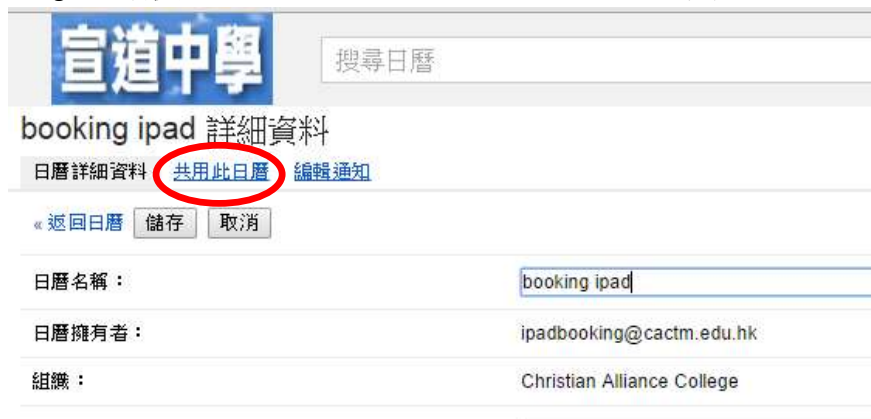 宣道中學
搜尋日曆
booking ipad 詳細資料
日曆詳細資料 共用此日曆 編輯通知
« 返回日曆 儲存 取消
日曆名稱： booking ipad
日曆擁有者： ipadbooking@cactm.edu.hk
組織： Christian Alliance College